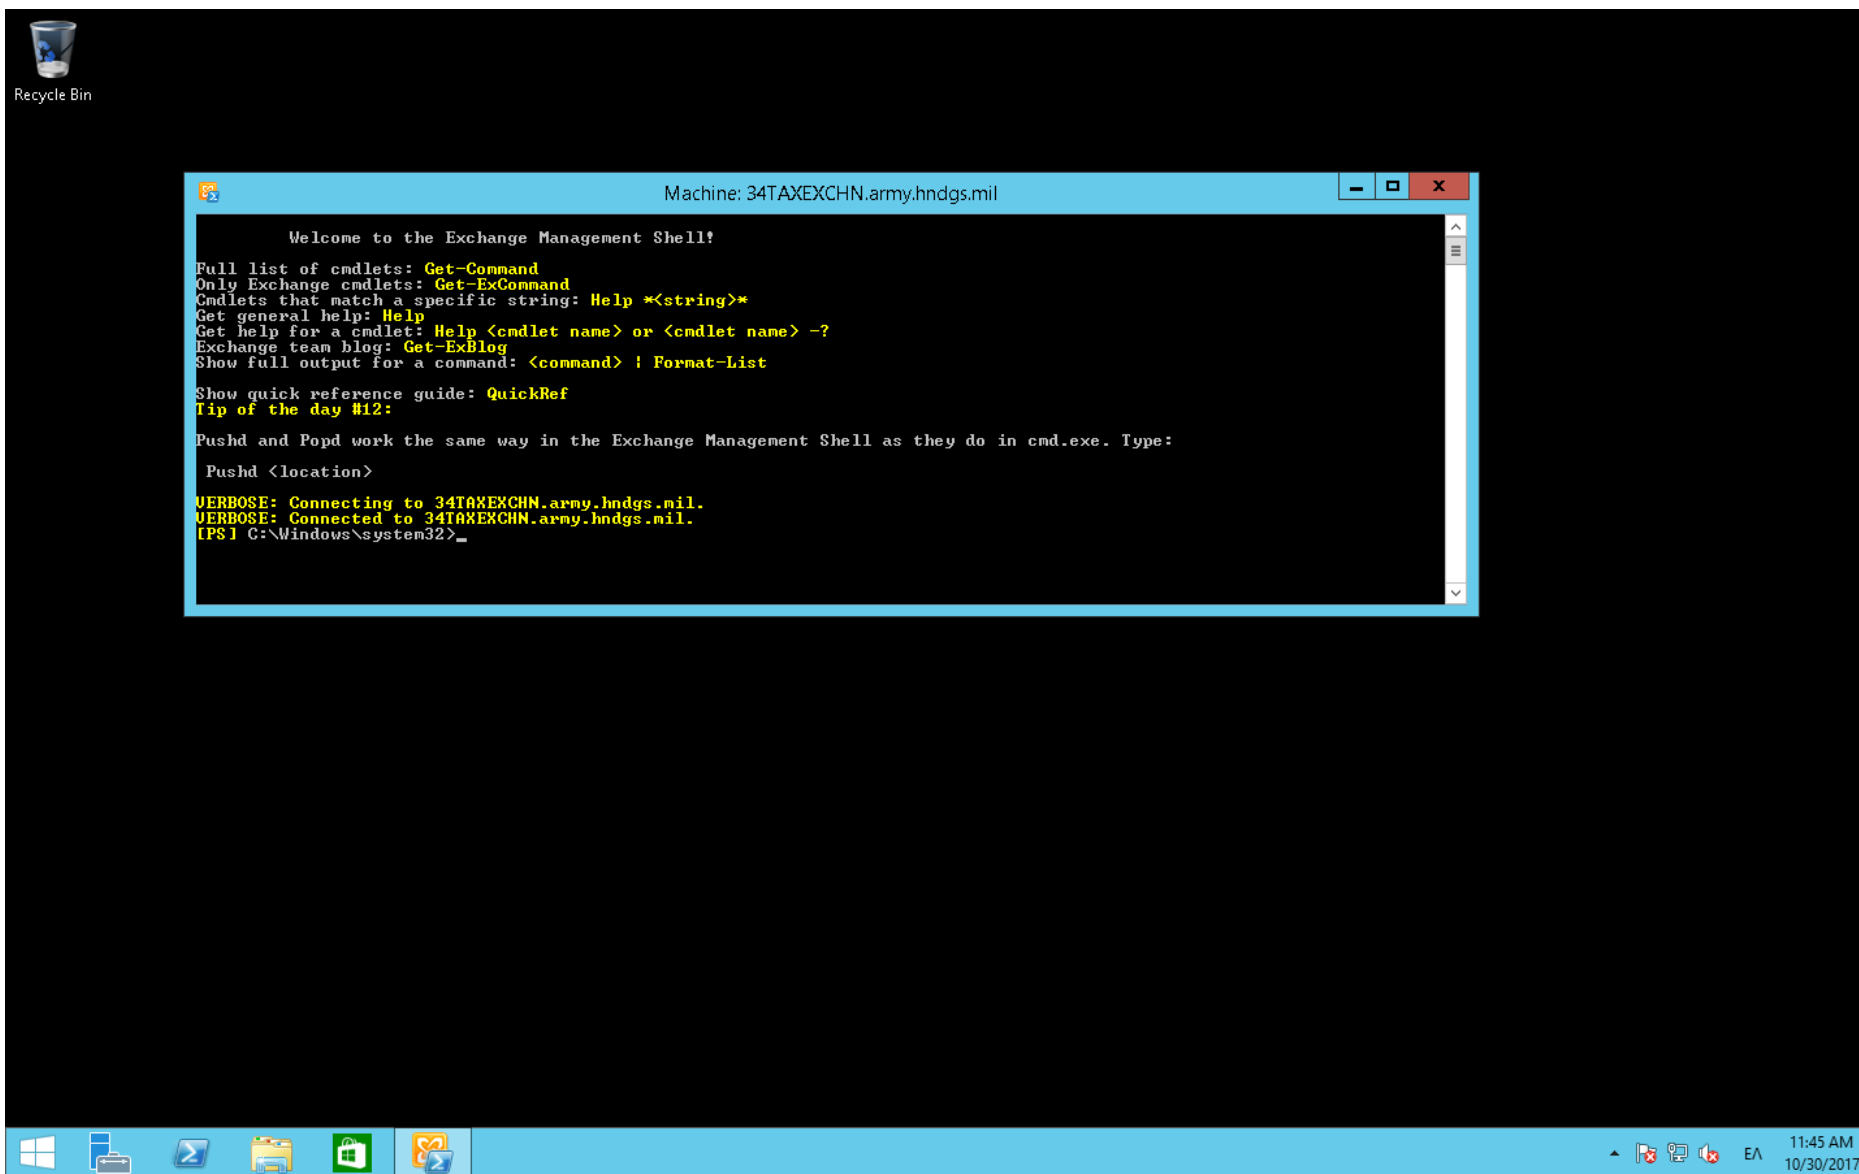 Recycle Bin
Machine: 34TAXEXCHN.army.hndgs.mil
Welcome to the Exchange Management Shell!
Full list of cmdlets: Get-Command
Only Exchange cmdlets: Get-ExCommand
Cmdlets that match a specific string: Help *<string>*
Get general help: Help
Get help for a cmdlet: Help <cmdlet name> or <cmdlet name> -?
Exchange team blog: Get-ExBlog
Show full output for a command: <command> | Format-List
Show quick reference guide: QuickRef
Tip of the day #12:
Pushd and Popd work the same way in the Exchange Management Shell as they do in cmd.exe. Type:
Pushd <location>
VERBOSE: Connecting to 34TAXEXCHN.army.hndgs.mil.
VERBOSE: Connected to 34TAXEXCHN.army.hndgs.mil.
[PS] C:\Windows\system32>_
ΕΛ
11:45 AM
10/30/2017